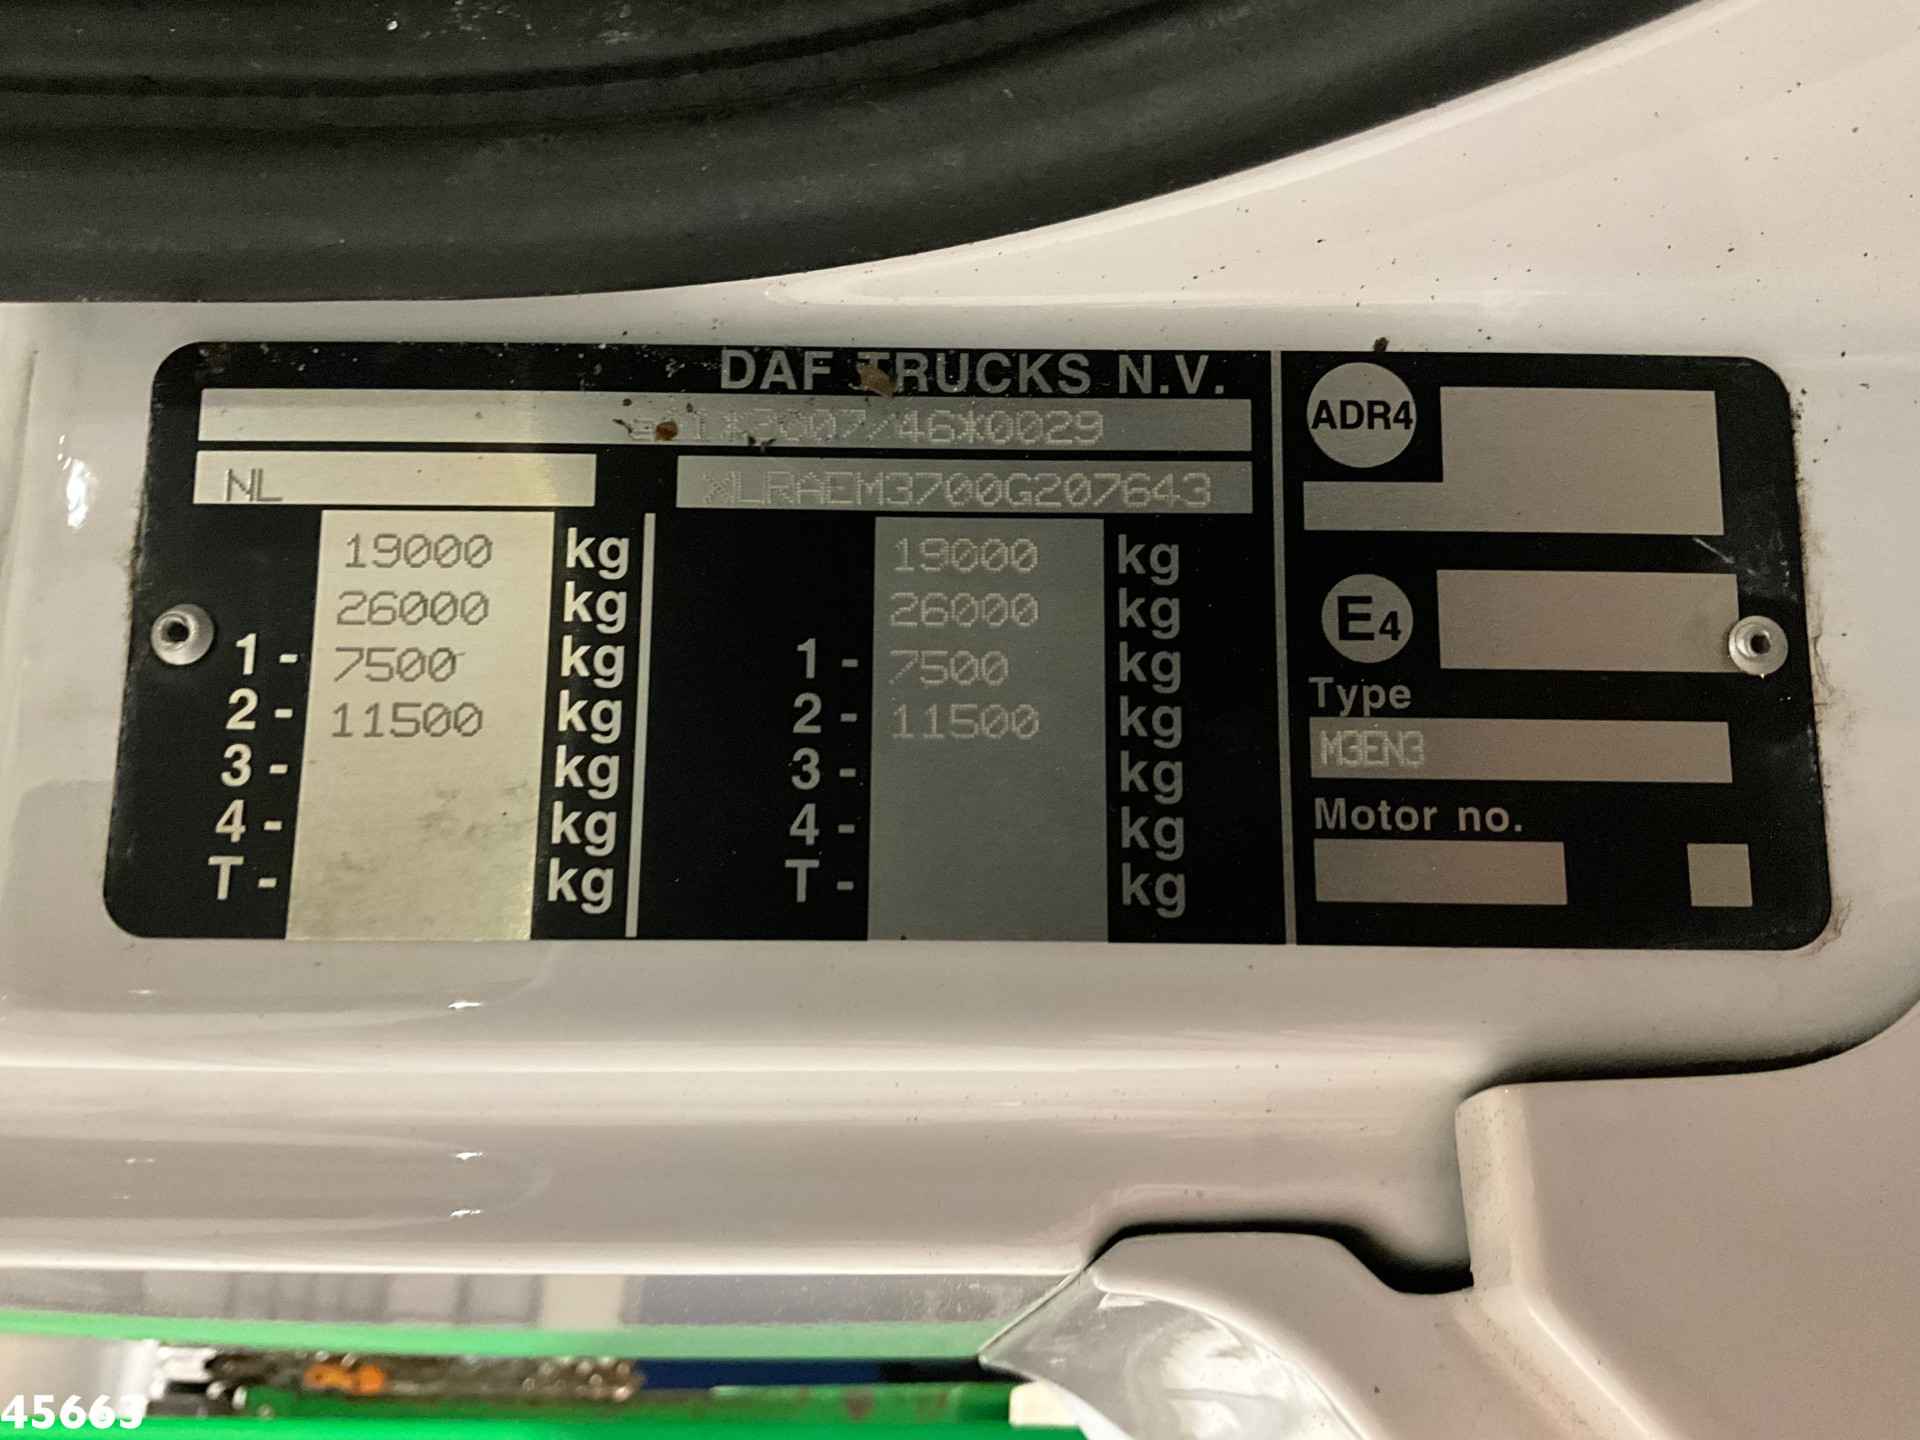 DAF TRUCKS N.V.
07/46*0029
NL
XLRAEM3700G207643
19000 kg
26000 kg
1- 7500 kg
2- 11500 kg
3- kg
4- kg
T- kg
19000 kg
26000 kg
1- 7500 kg
2- 11500 kg
3- kg
4- kg
T- kg
ADR4
E4
Type
M3EN3
Motor no.
45663